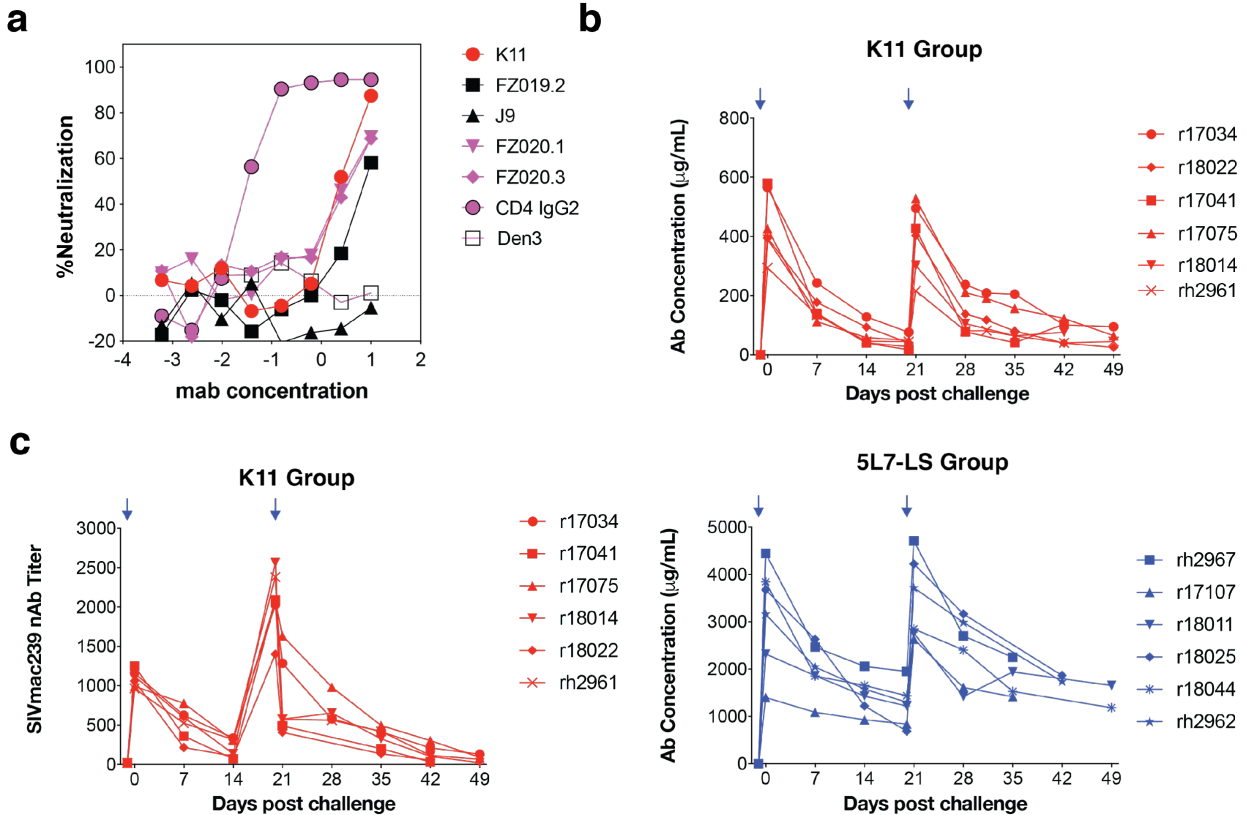 a
%Neutralization
100
80
60
40
20
0
-20
-4 -3 -2 -1 0 1 2
mab concentration
K11
FZ019.2
J9
FZ020.1
FZ020.3
CD4 IgG2
Den3
b
K11 Group
Ab Concentration (μg/mL)
800
600
400
200
0
0 7 14 21 28 35 42 49
Days post challenge
r17034
r18022
r17041
r17075
r18014
rh2961
c
K11 Group
SIVmac239 nAb Titer
3000
2500
2000
1500
1000
500
0
0 7 14 21 28 35 42 49
Days post challenge
r17034
r17041
r17075
r18014
r18022
rh2961
5L7-LS Group
Ab Concentration (μg/mL)
5000
4000
3000
2000
1000
0
0 7 14 21 28 35 42 49
Days post challenge
rh2967
r17107
r18011
r18025
r18044
rh2962